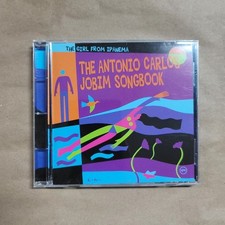 THE GIRL FROM IPANEMA
THE ANTONIO CARLOS
JOBIM SONGBOOK